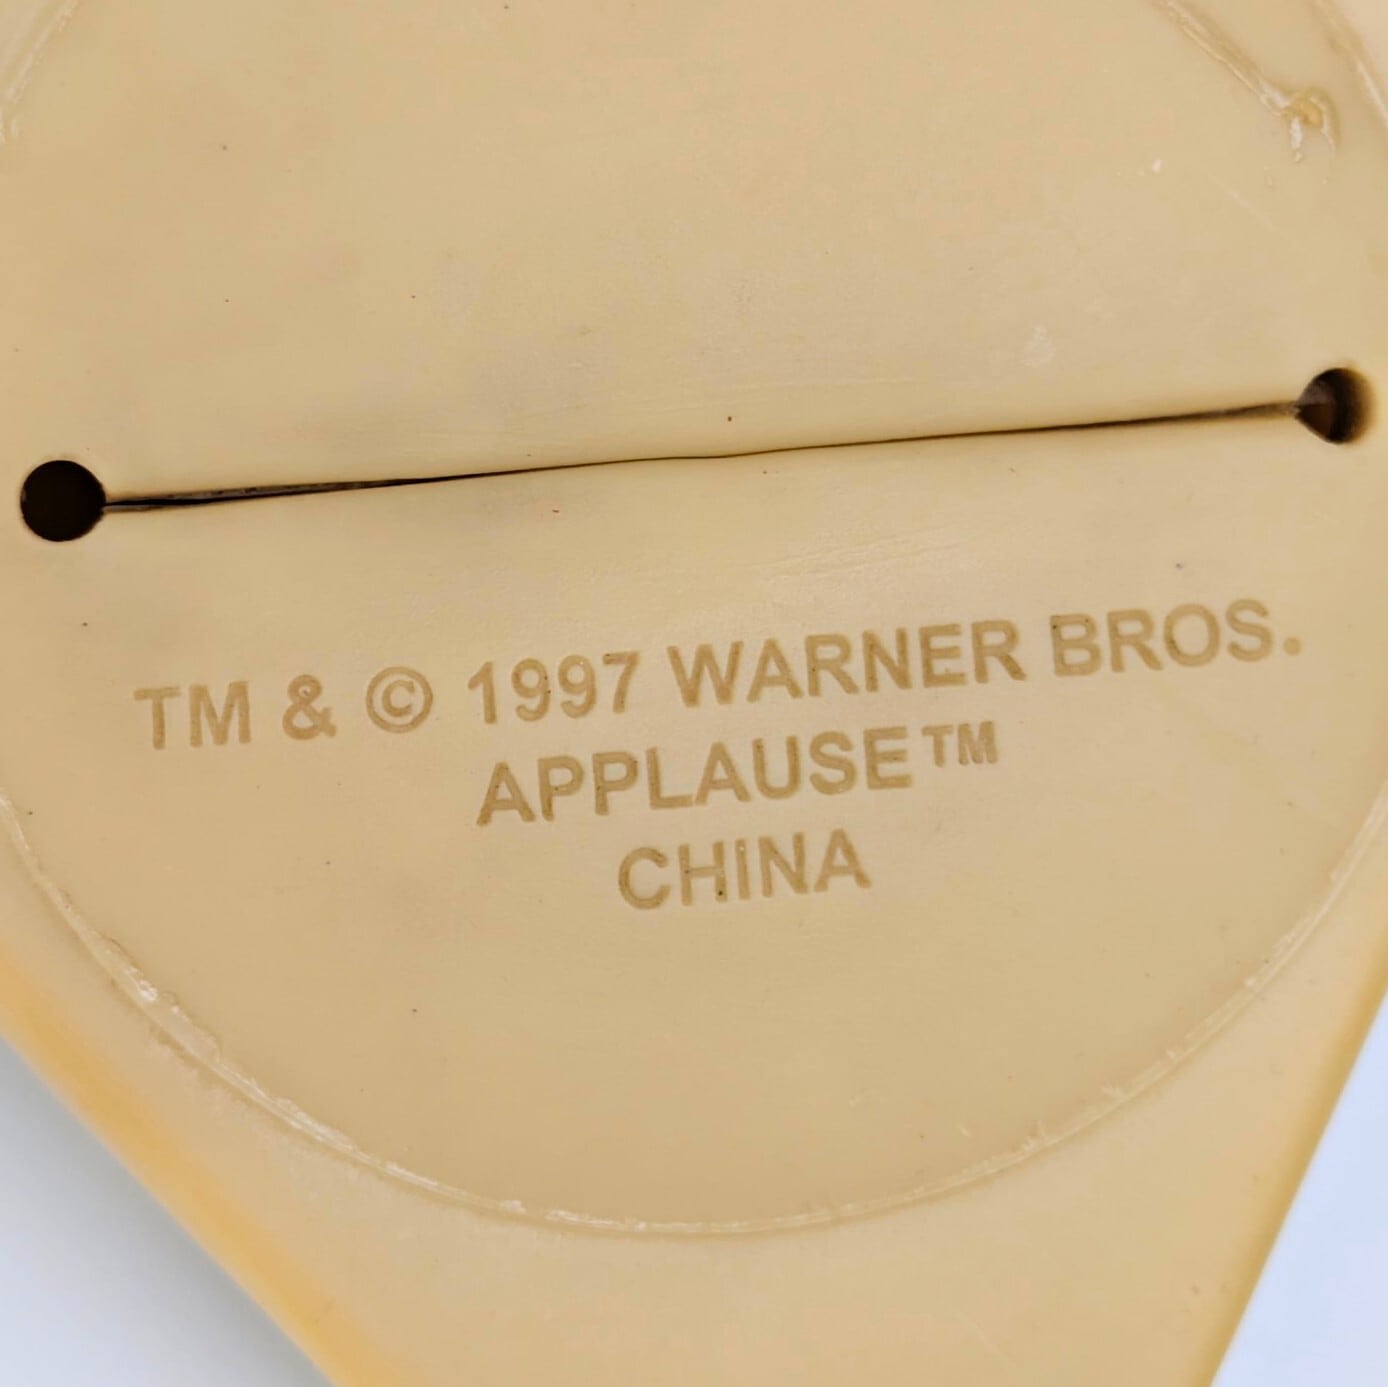 TM & © 1997 WARNER BROS.
APPLAUSE™
CHINA